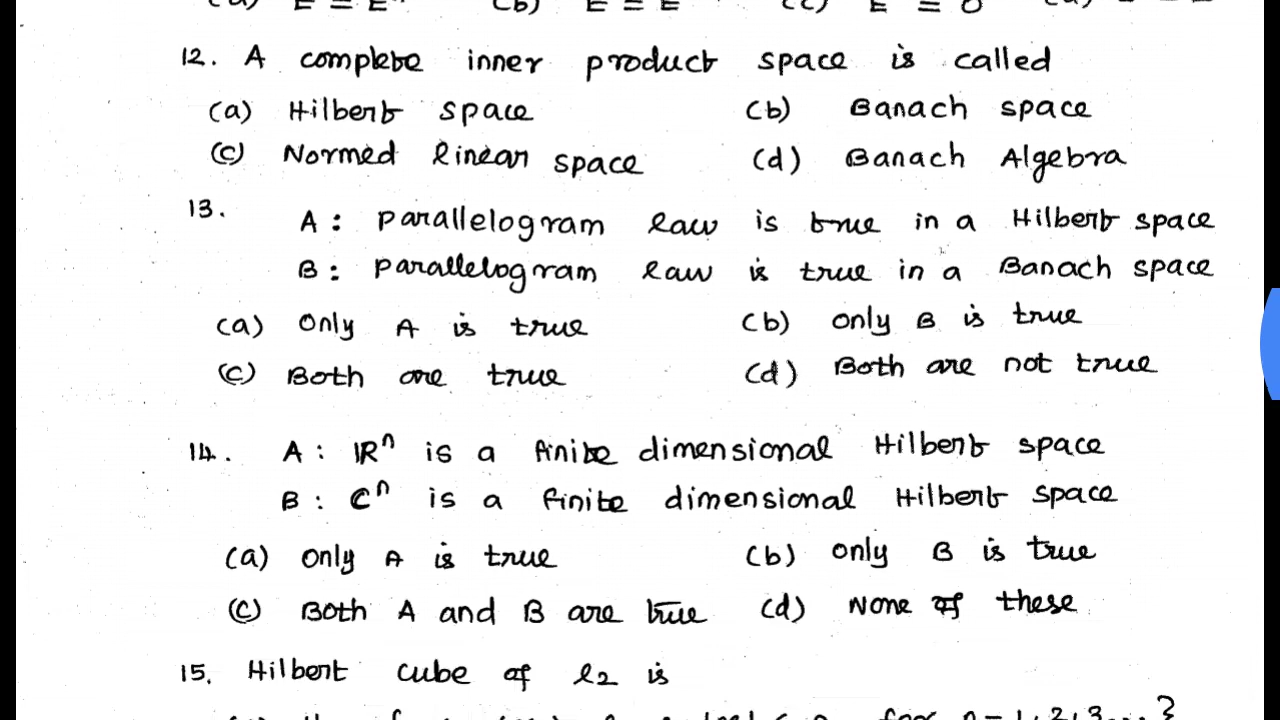 12. A complete inner product space is called
(a) Hilbert space (b) Banach space
(c) Normed linear space (d) Banach Algebra
13. A: Parallelogram law is true in a Hilbert space
B: Parallelogram law is true in a Banach space
(a) Only A is true (b) only B is true
(c) Both are true (d) Both are not true
14. A: ℝⁿ is a finite dimensional Hilbert space
B: ℂⁿ is a finite dimensional Hilbert space
(a) only A is true (b) only B is true
(c) Both A and B are true (d) None of these
15. Hilbert cube of l2 is
for n=1,2,3,...}